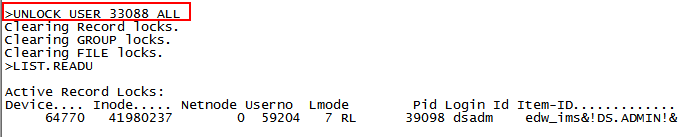 >UNLOCK USER 33088 ALL
Clearing Record locks.
Clearing GROUP locks.
Clearing FILE locks.
>LIST.READU
Active Record Locks:
Device.... Inode..... Netnode Userno Lmode Pid Login Id Item-ID.............
64770 41980237 0 59204 7 RL 39098 dsadm edw_ims&!DS.ADMIN!&